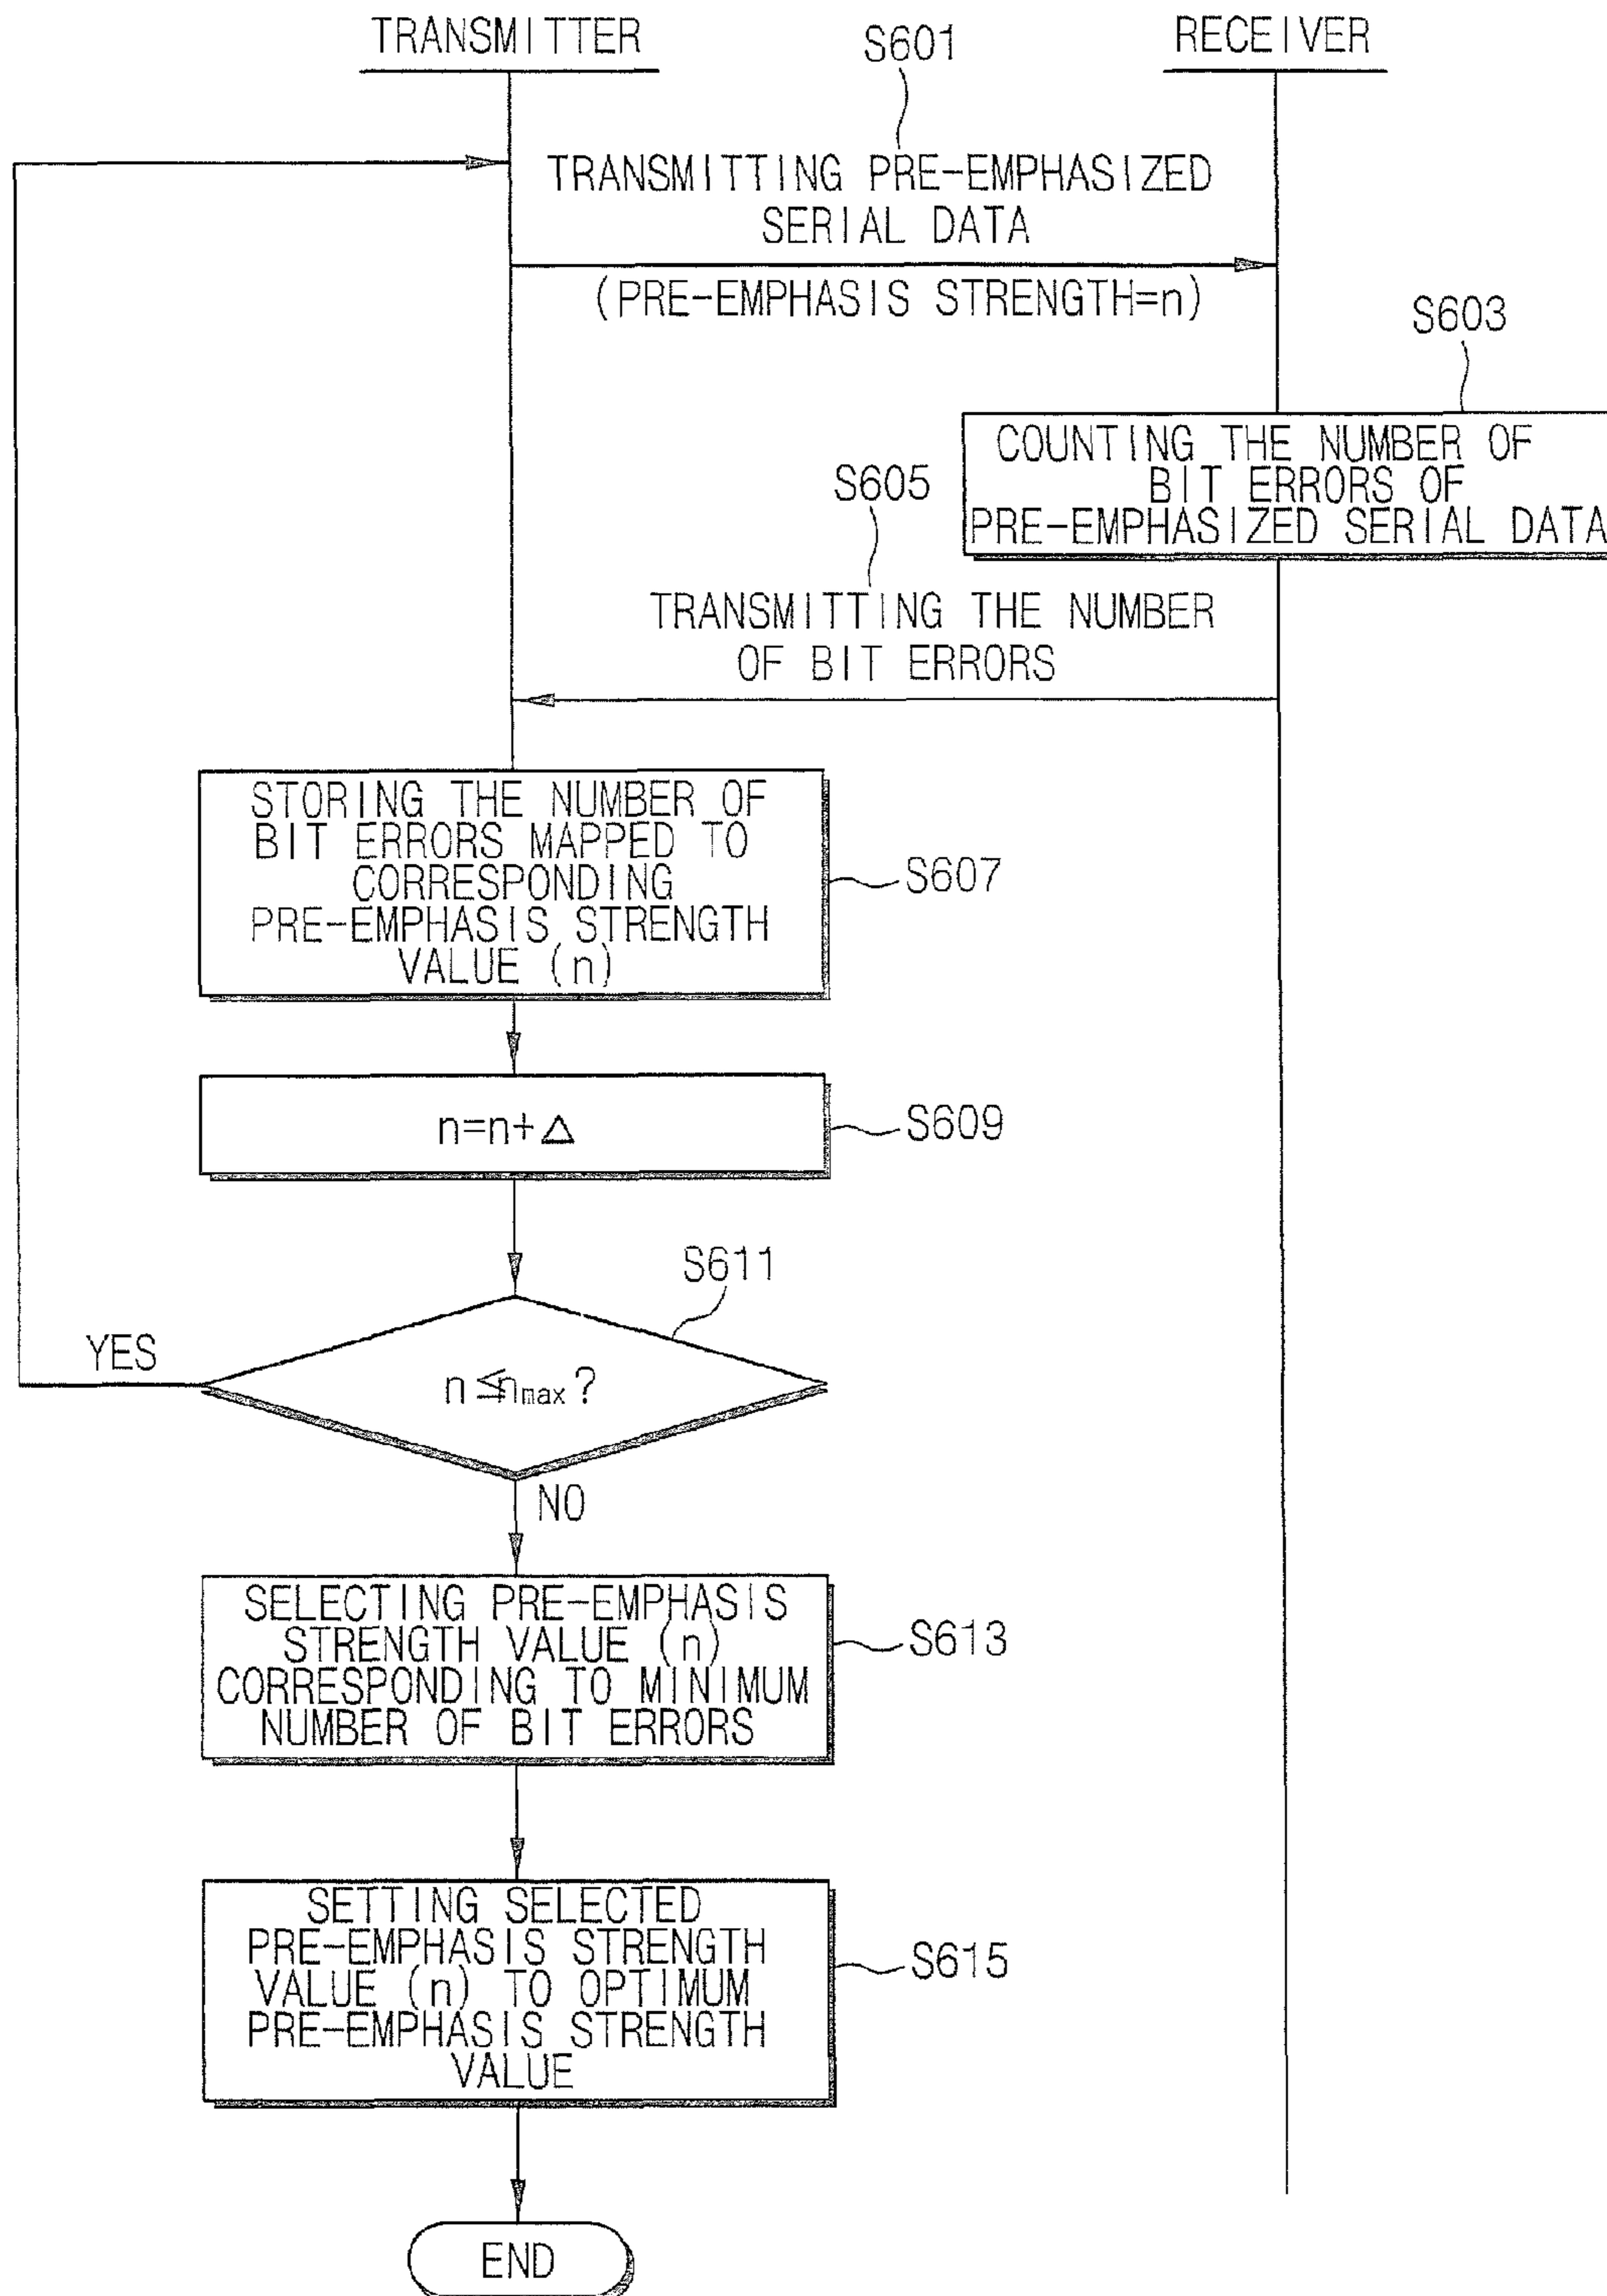 TRANSMITTER
S601
RECEIVER
TRANSMITTING PRE-EMPHASIZED
SERIAL DATA
(PRE-EMPHASIS STRENGTH=n)
S603
COUNTING THE NUMBER OF
BIT ERRORS OF
PRE-EMPHASIZED SERIAL DATA
S605
TRANSMITTING THE NUMBER
OF BIT ERRORS
STORING THE NUMBER OF
BIT ERRORS MAPPED TO
CORRESPONDING
PRE-EMPHASIS STRENGTH
VALUE (n)
S607
n=n+△
S609
S611
YES
n≦nmax?
NO
SELECTING PRE-EMPHASIS
STRENGTH VALUE (n)
CORRESPONDING TO MINIMUM
NUMBER OF BIT ERRORS
S613
SETTING SELECTED
PRE-EMPHASIS STRENGTH
VALUE (n) TO OPTIMUM
PRE-EMPHASIS STRENGTH
VALUE
S615
END